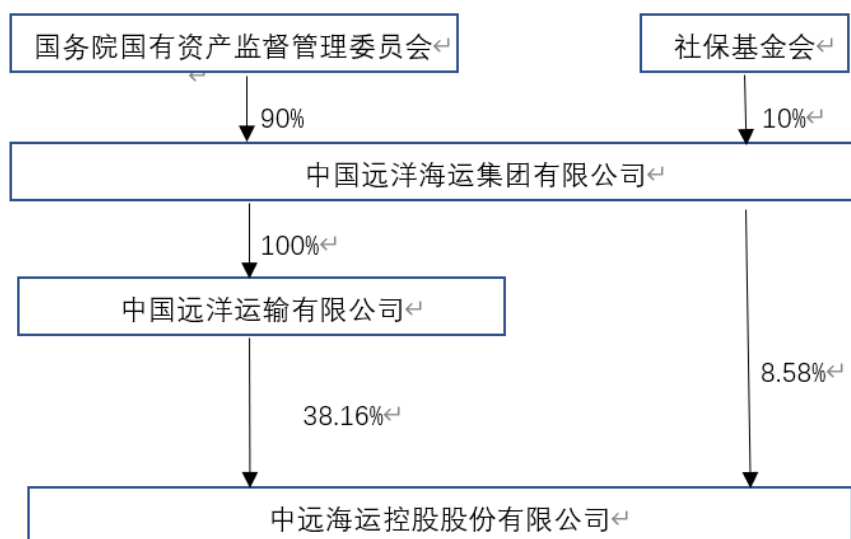 国务院国有资产监督管理委员会↵
社保基金会↵
↵
90%
10%↵
中国远洋海运集团有限公司↵
100%↵
中国远洋运输有限公司↵
8.58%↵
38.16%↵
中远海运控股股份有限公司↵